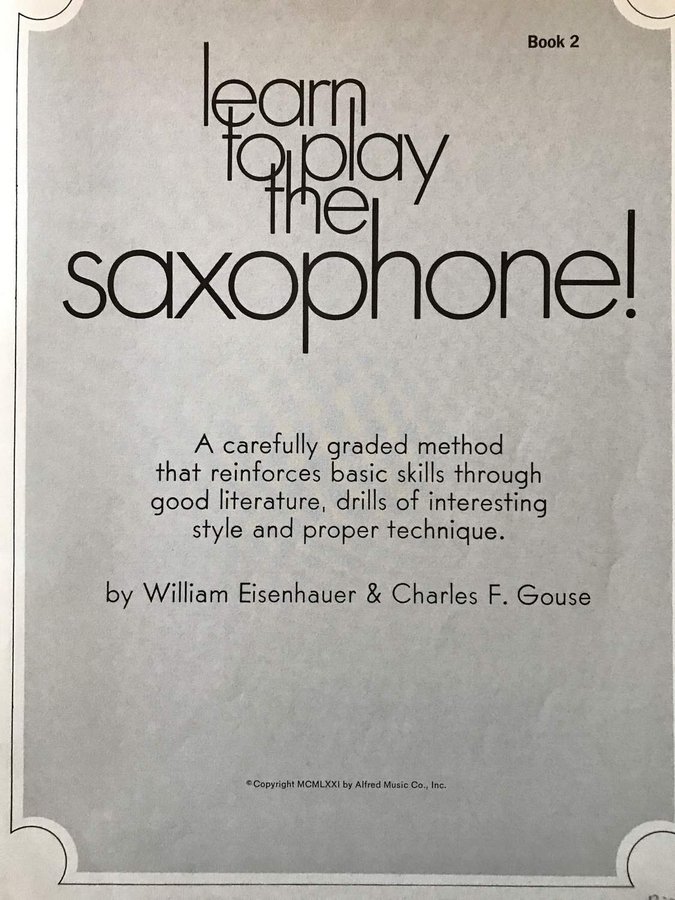 Book 2
learn
to play
the
saxophone!
A carefully graded method
that reinforces basic skills through
good literature, drills of interesting
style and proper technique.
by William Eisenhauer & Charles F. Gouse
©Copyright MCMLXXI by Alfred Music Co., Inc.